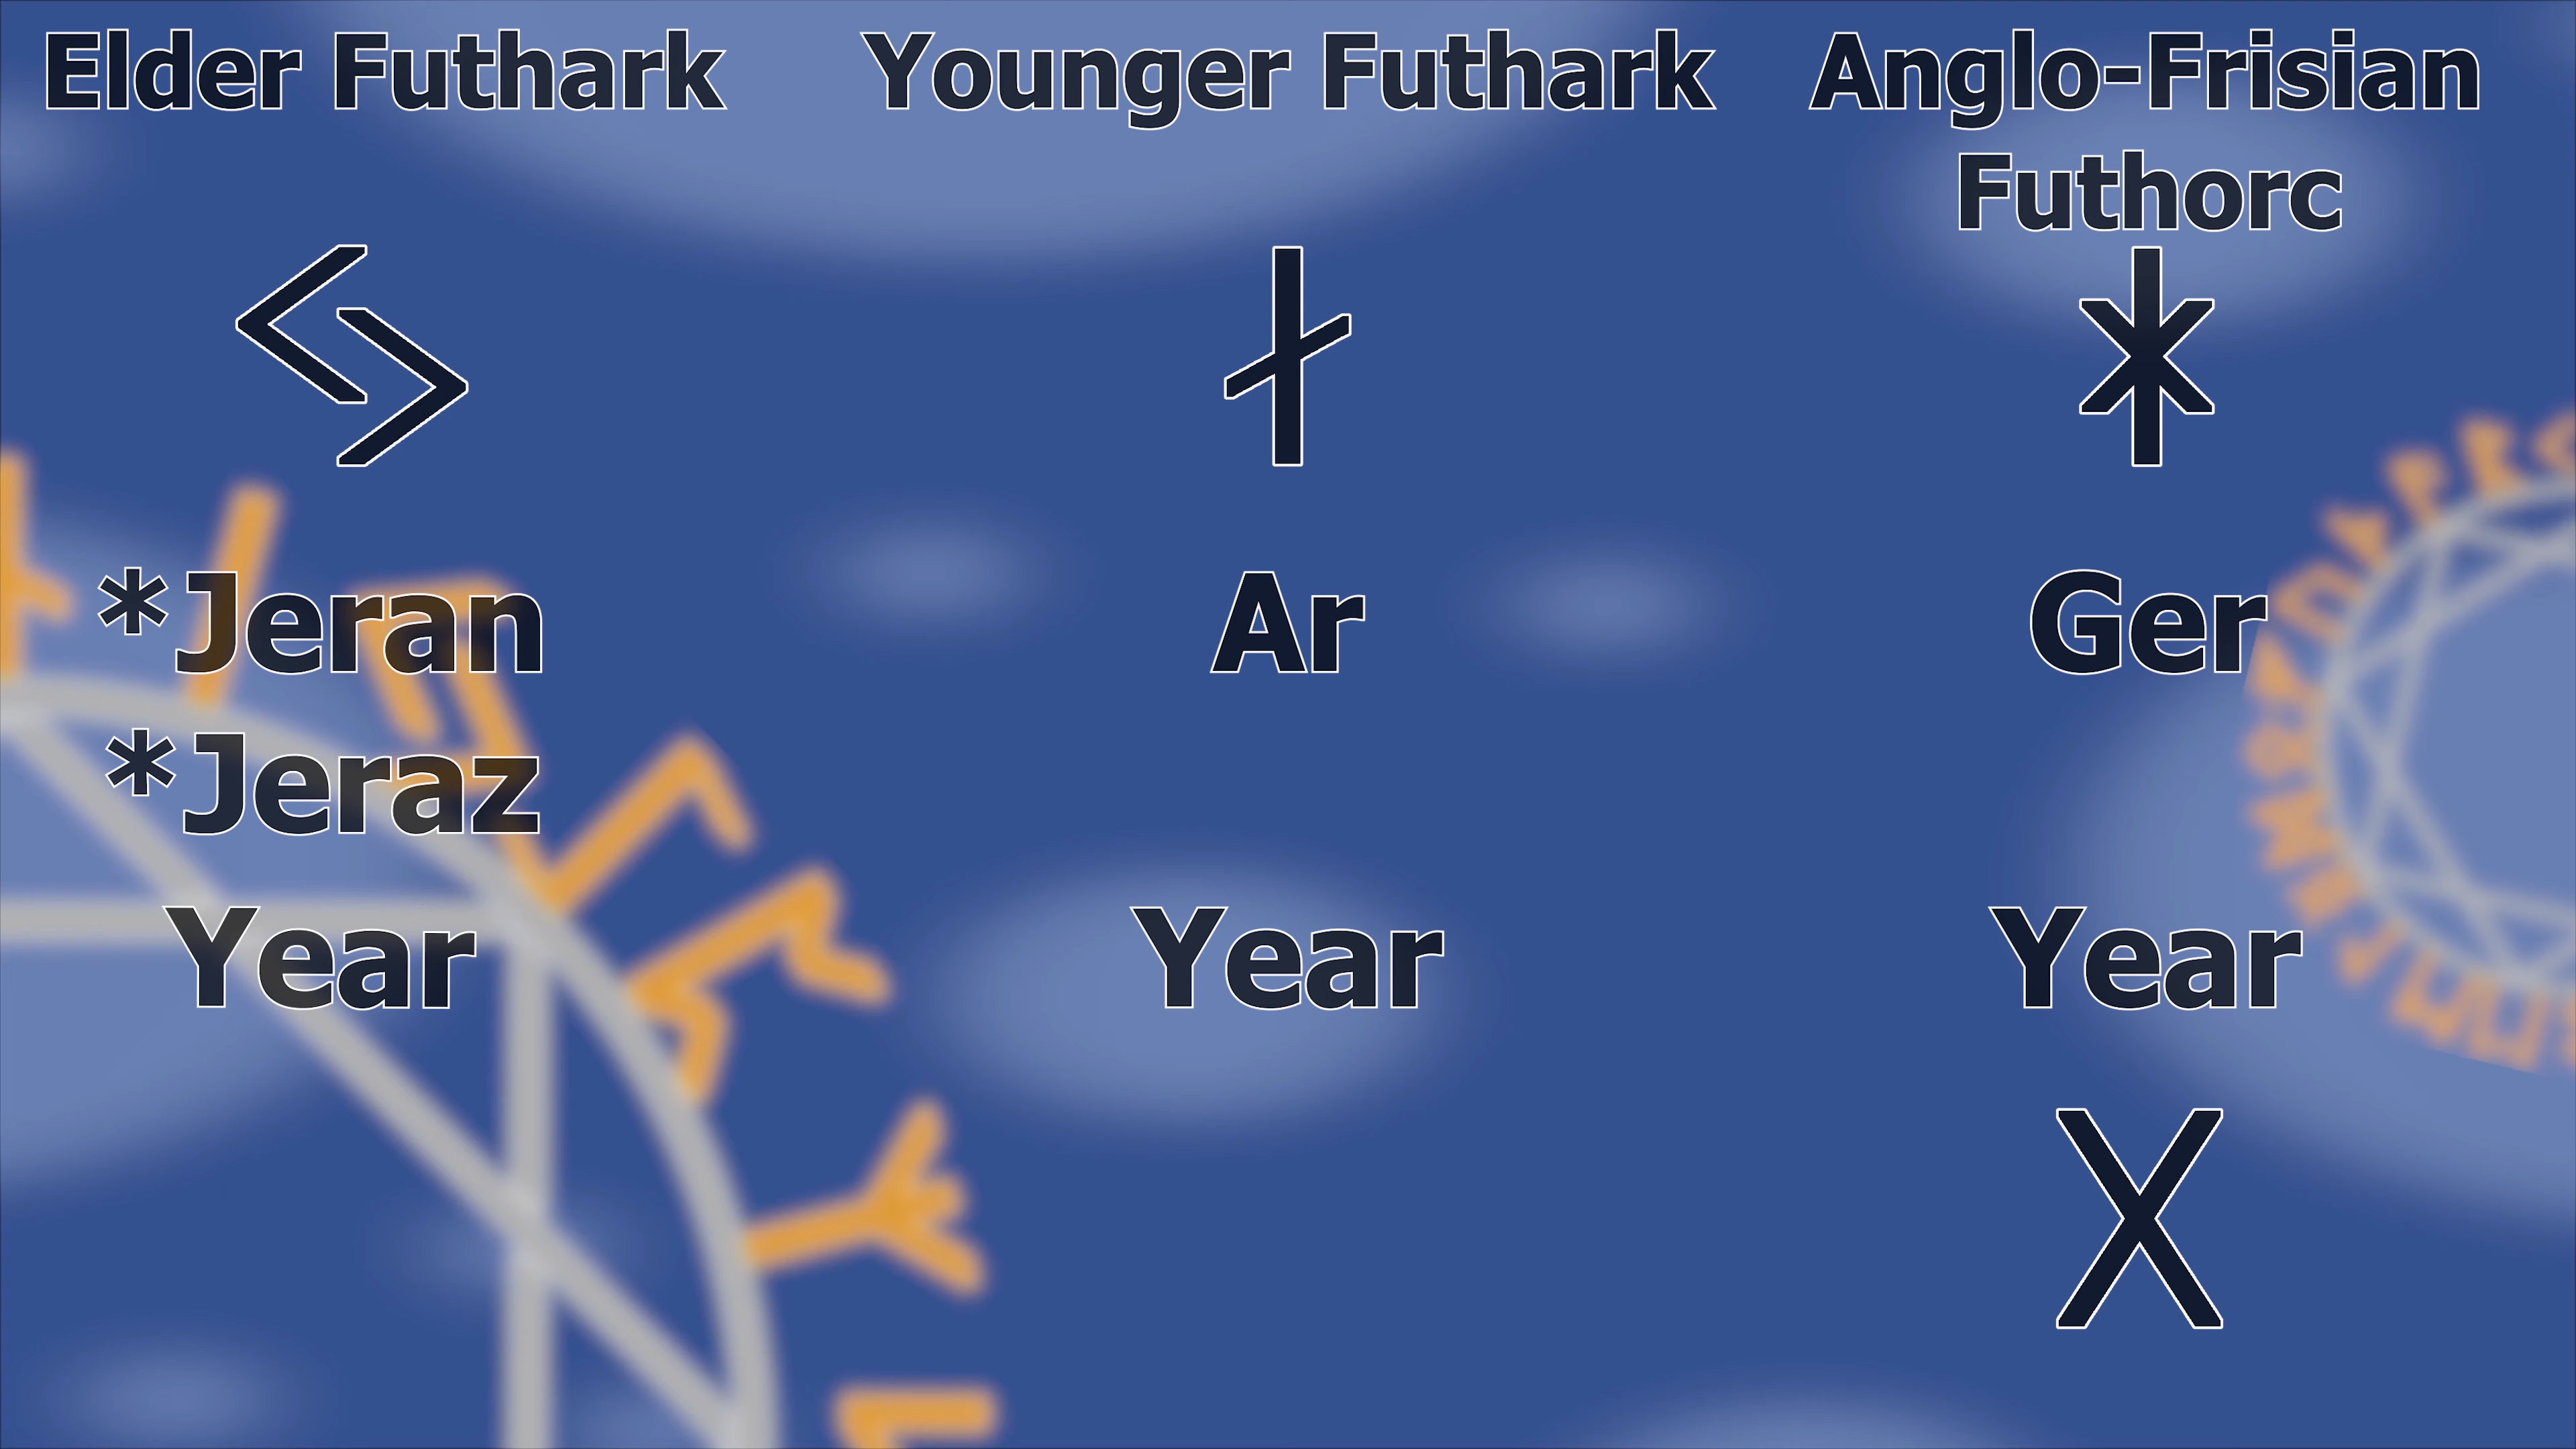 Elder Futhark Younger Futhark Anglo-Frisian
Futhorc
ᛃ ᛅ ᛡ
*Jeran Ar Ger
*Jeraz
Year Year Year
ᚷ